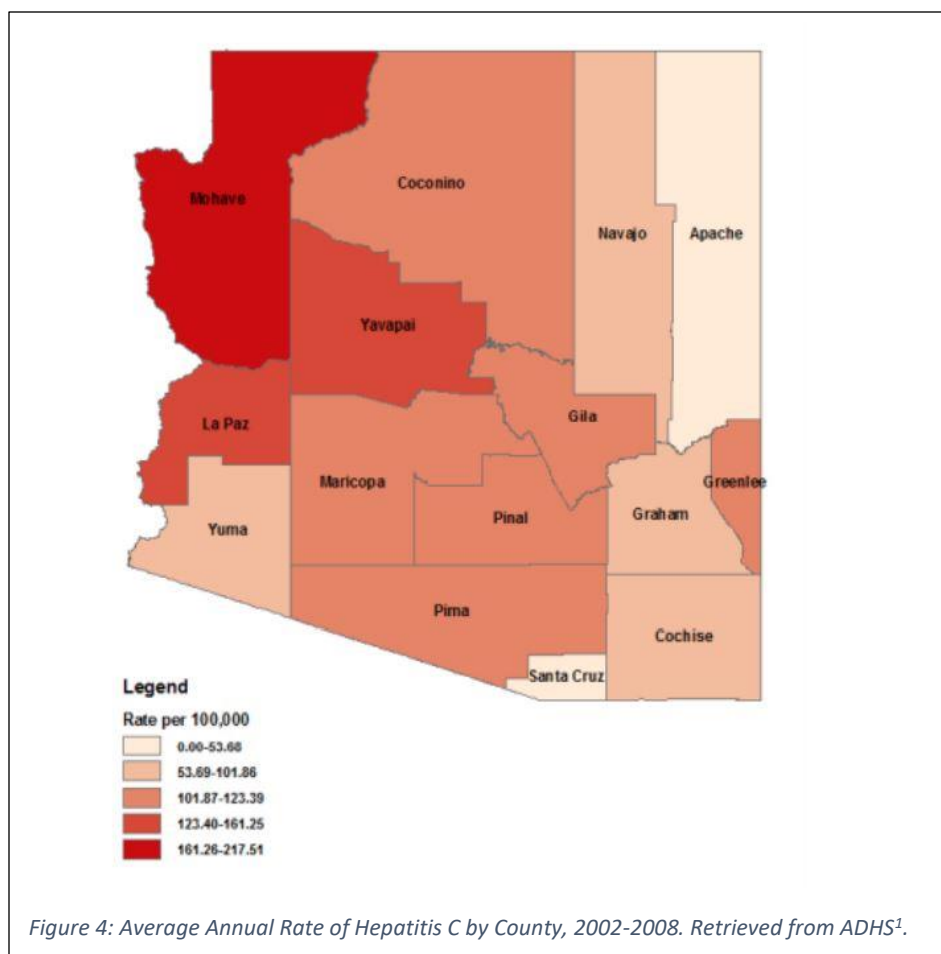 Mohave
Coconino
Navajo
Apache
Yavapai
La Paz
Gila
Maricopa
Greenlee
Yuma
Pinal
Graham
Pima
Cochise
Santa Cruz
Legend
Rate per 100,000
0.00-53.68
53.69-101.86
101.87-123.39
123.40-161.25
161.26-217.51
Figure 4: Average Annual Rate of Hepatitis C by County, 2002-2008. Retrieved from ADHS¹.